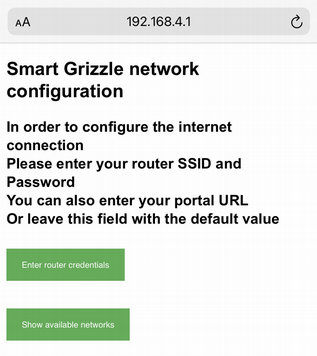 AA 192.168.4.1
Smart Grizzle network
configuration
In order to configure the internet
connection
Please enter your router SSID and
Password
You can also enter your portal URL
Or leave this field with the default value
Enter router credentials
Show available networks